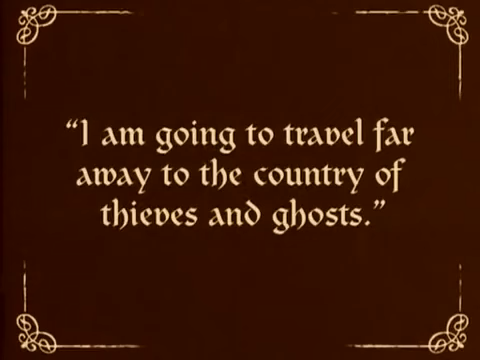 “I am going to travel far
away to the country of
thieves and ghosts.”